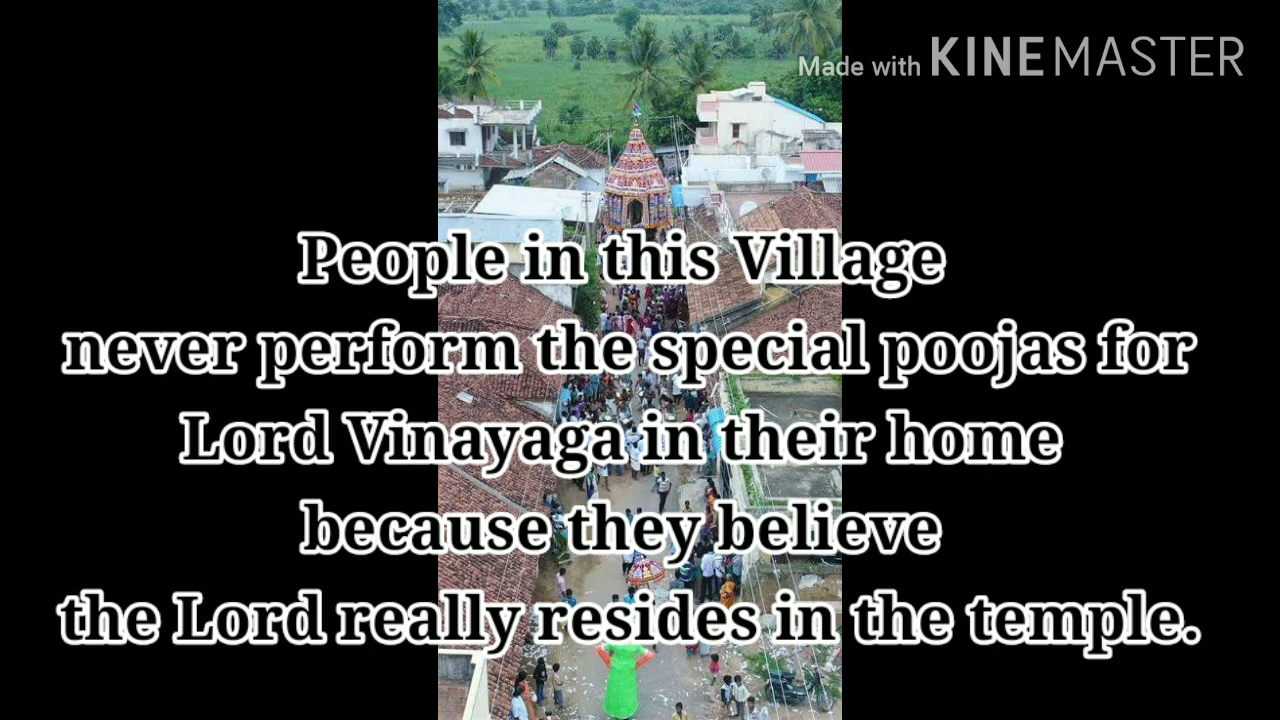 Made with KINEMASTER
People in this Village
never perform the special poojas for
Lord Vinayaga in their home
because they believe
the Lord really resides in the temple.